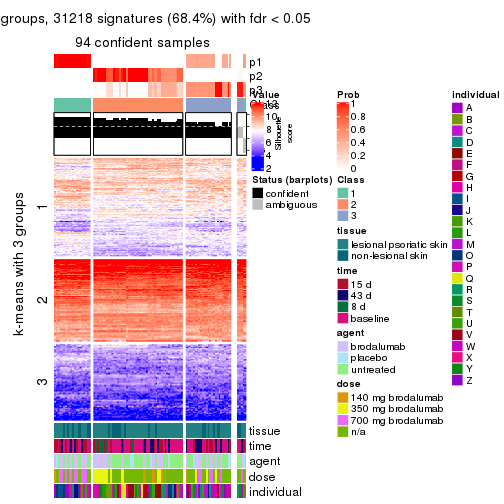 groups, 31218 signatures (68.4%) with fdr < 0.05
94 confident samples
p1
p2
p3
Class
Silhouette
score
1
2
3
k-means with 3 groups
tissue
time
agent
dose
individual
Value
10
8
6
4
2
Status (barplots)
confident
ambiguous
Prob
1
0.8
0.6
0.4
0.2
0
Class
1
2
3
tissue
lesional psoriatic skin
non-lesional skin
time
15 d
43 d
8 d
baseline
agent
brodalumab
placebo
untreated
dose
140 mg brodalumab
350 mg brodalumab
700 mg brodalumab
n/a
individual
A
B
C
D
E
F
G
H
I
J
K
L
M
O
P
Q
R
S
T
U
V
W
X
Y
Z